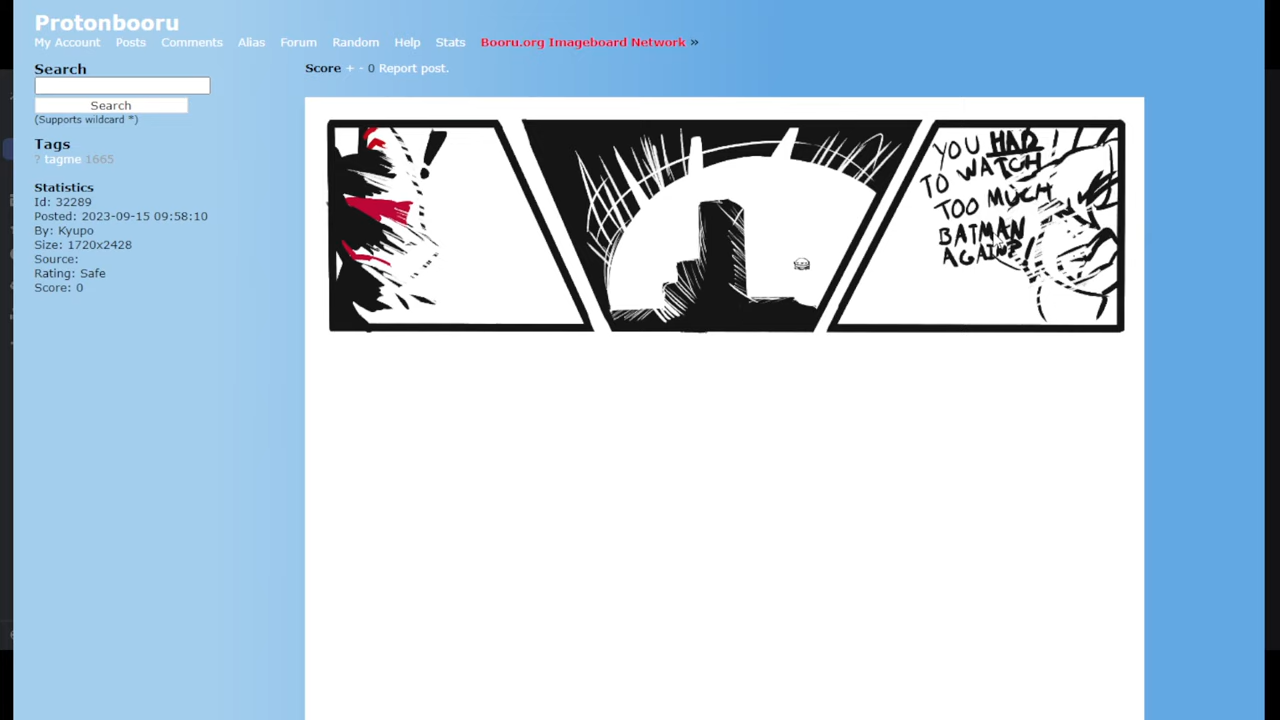 Protonbooru
My Account Posts Comments Alias Forum Random Help Stats Booru.org Imageboard Network »
Search
Search
(Supports wildcard *)
Tags
? tagme 1665
Statistics
Id: 32289
Posted: 2023-09-15 09:58:10
By: Kyupo
Size: 1720x2428
Source:
Rating: Safe
Score: 0
Score + - 0 Report post.
!
YOU HAD
TO WATCH
TOO MUCH
BATMAN
AGAIN?!